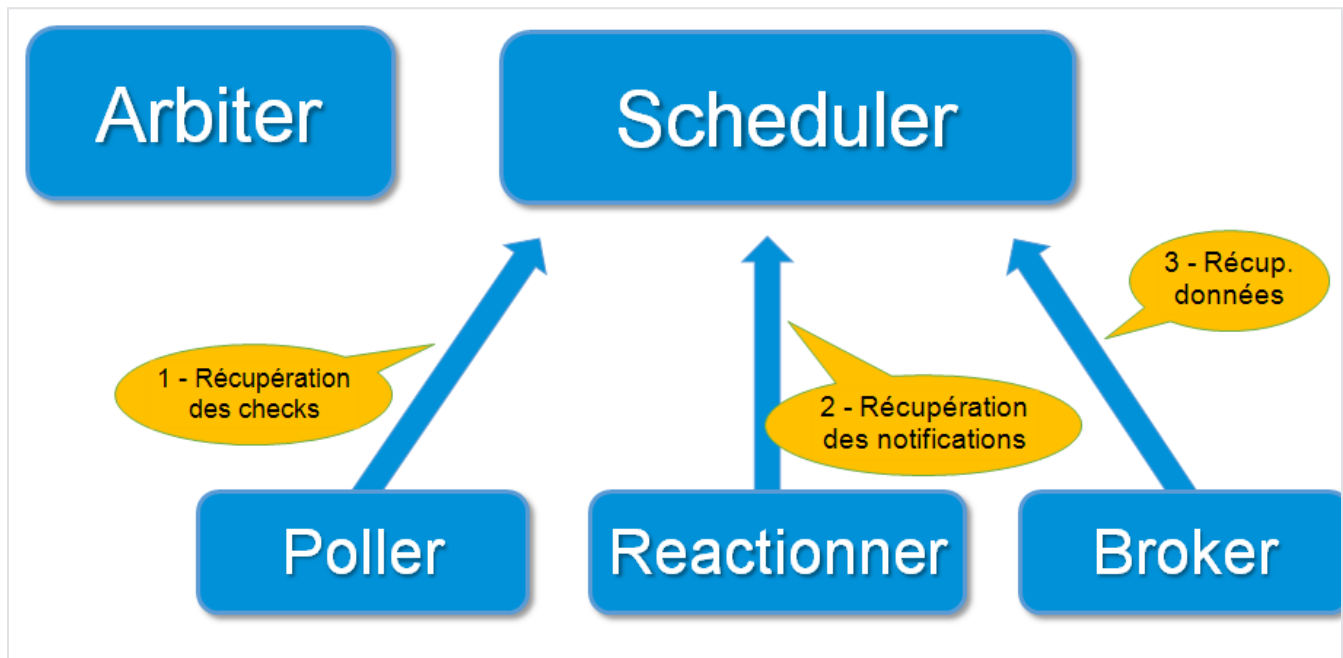 Arbiter
Scheduler
3 - Récup.
données
1 - Récupération
des checks
2 - Récupération
des notifications
Poller
Reactionner
Broker